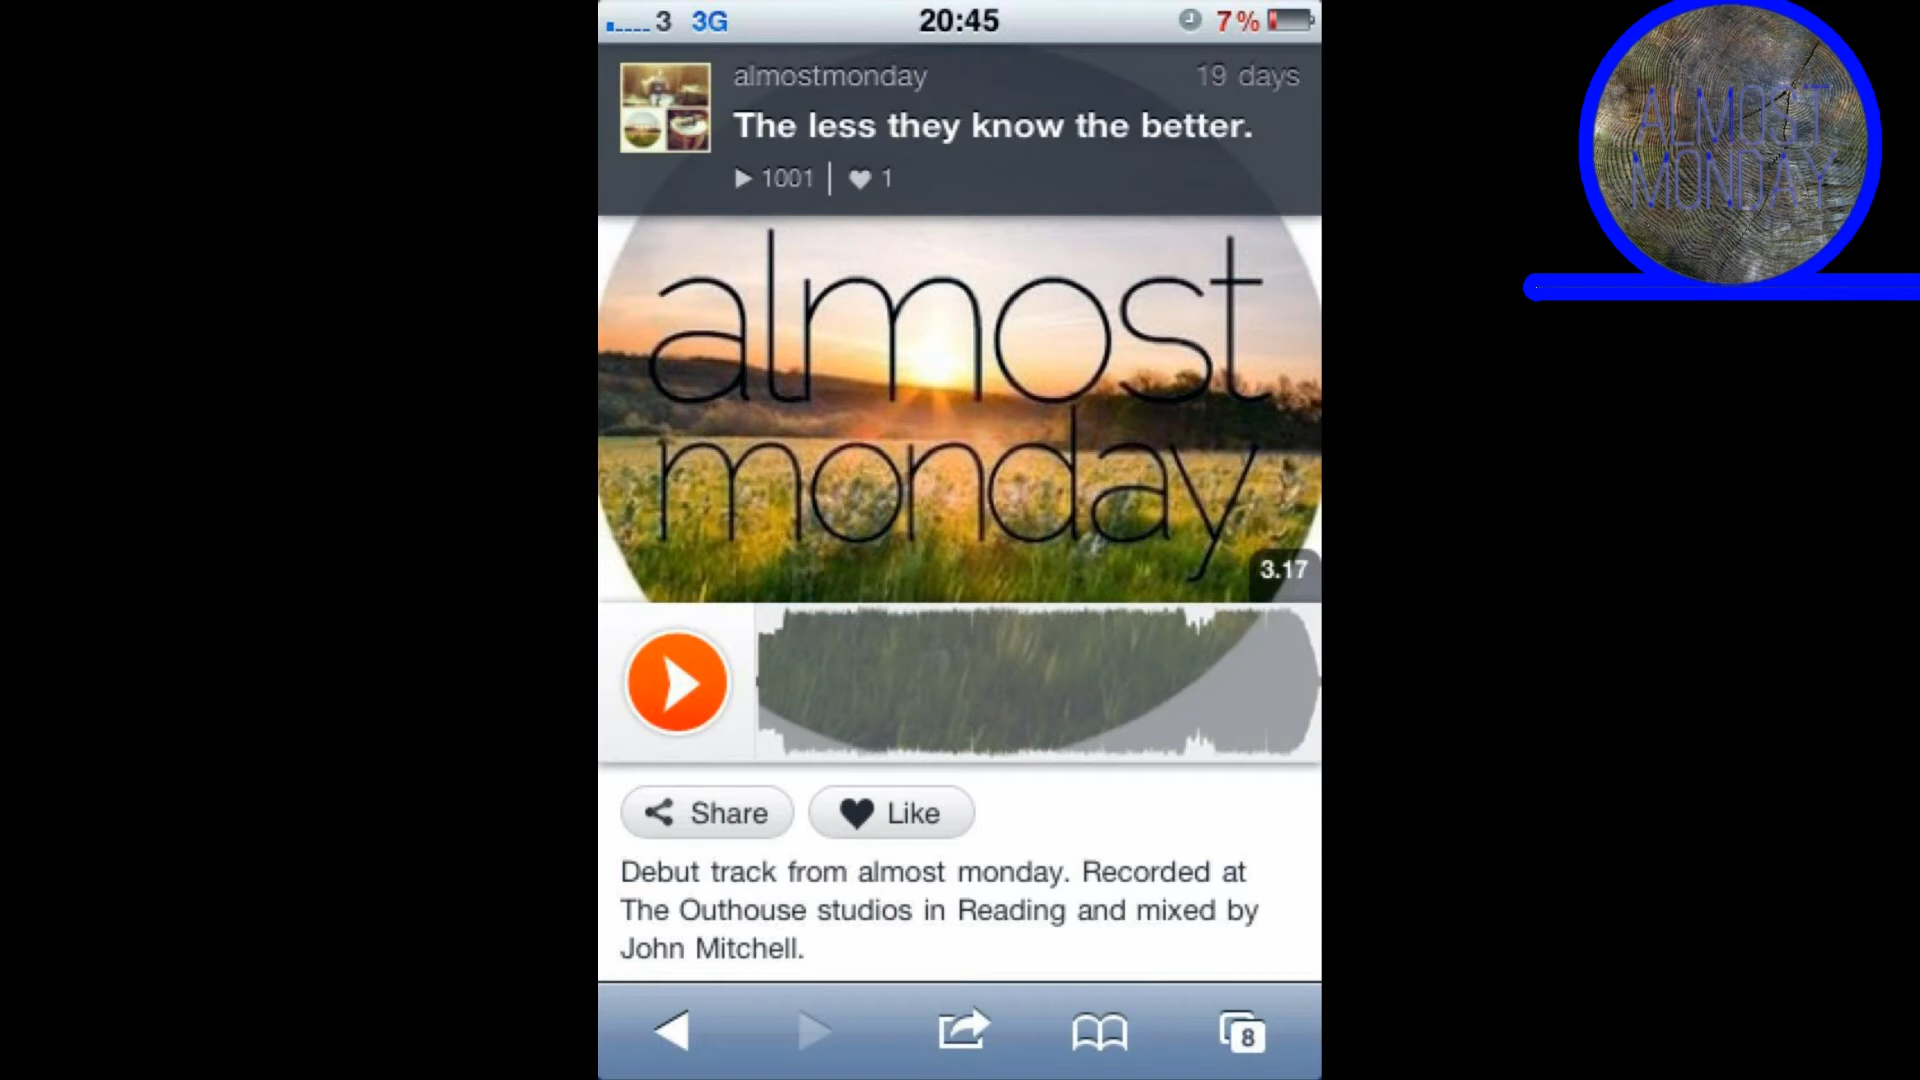 3 3G 20:45 7%
almostmonday 19 days
The less they know the better.
1001 | 1
almost
monday
3.17
Share Like
Debut track from almost monday. Recorded at
The Outhouse studios in Reading and mixed by
John Mitchell.
8
ALMOST
MONDAY